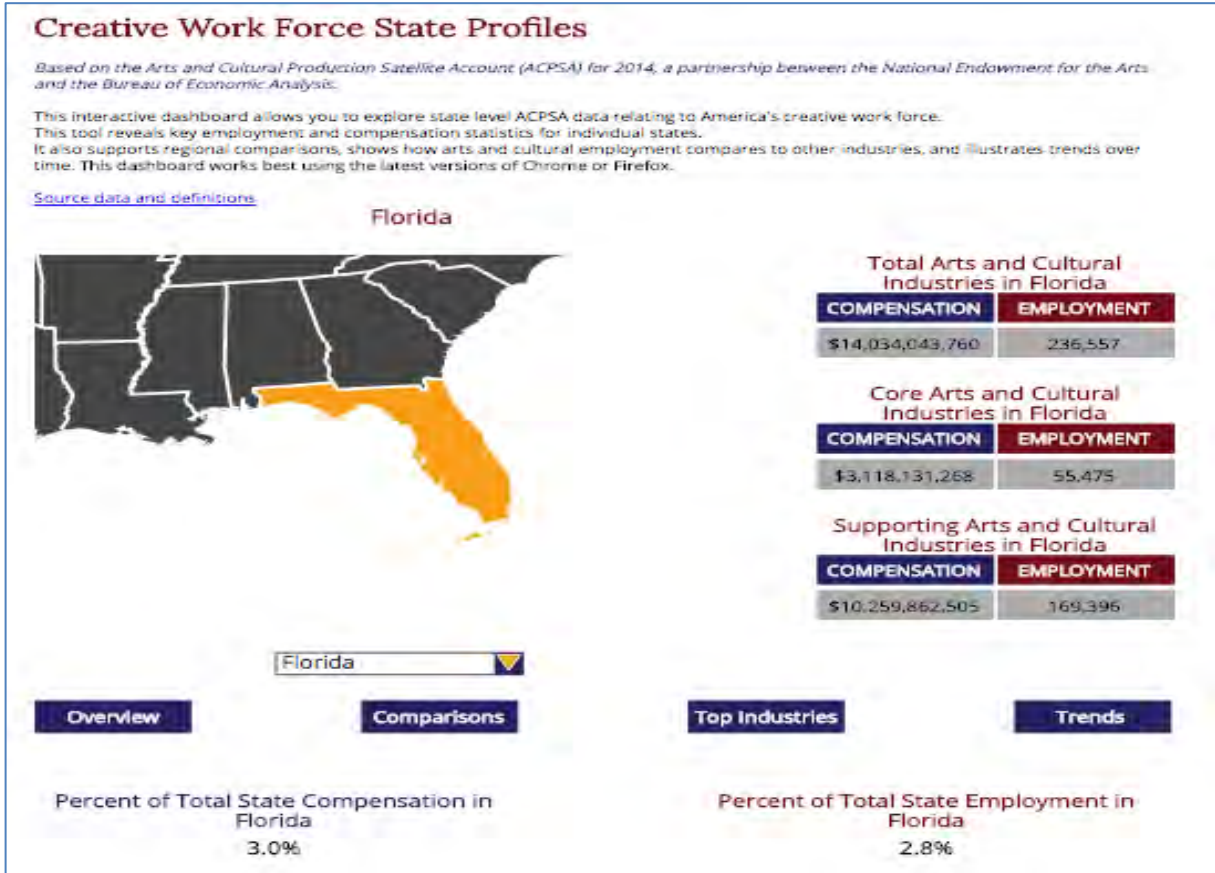 Creative Work Force State Profiles
Based on the Arts and Cultural Production Satellite Account (ACPSA) for 2014, a partnership between the National Endowment for the Arts
and the Bureau of Economic Analysis.
This interactive dashboard allows you to explore state level ACPSA data relating to America's creative work force.
This tool reveals key employment and compensation statistics for individual states.
It also supports regional comparisons, shows how arts and cultural employment compares to other industries, and illustrates trends over
time. This dashboard works best using the latest versions of Chrome or Firefox.
Source data and definitions
Florida
Total Arts and Cultural
Industries in Florida
COMPENSATION EMPLOYMENT
$14,034,043,760 236,557
Core Arts and Cultural
Industries in Florida
COMPENSATION EMPLOYMENT
$3,118,131,268 55,475
Supporting Arts and Cultural
Industries in Florida
COMPENSATION EMPLOYMENT
$10,259,862,505 169,396
Florida
Overview Comparisons Top Industries Trends
Percent of Total State Compensation in
Florida
3.0%
Percent of Total State Employment in
Florida
2.8%